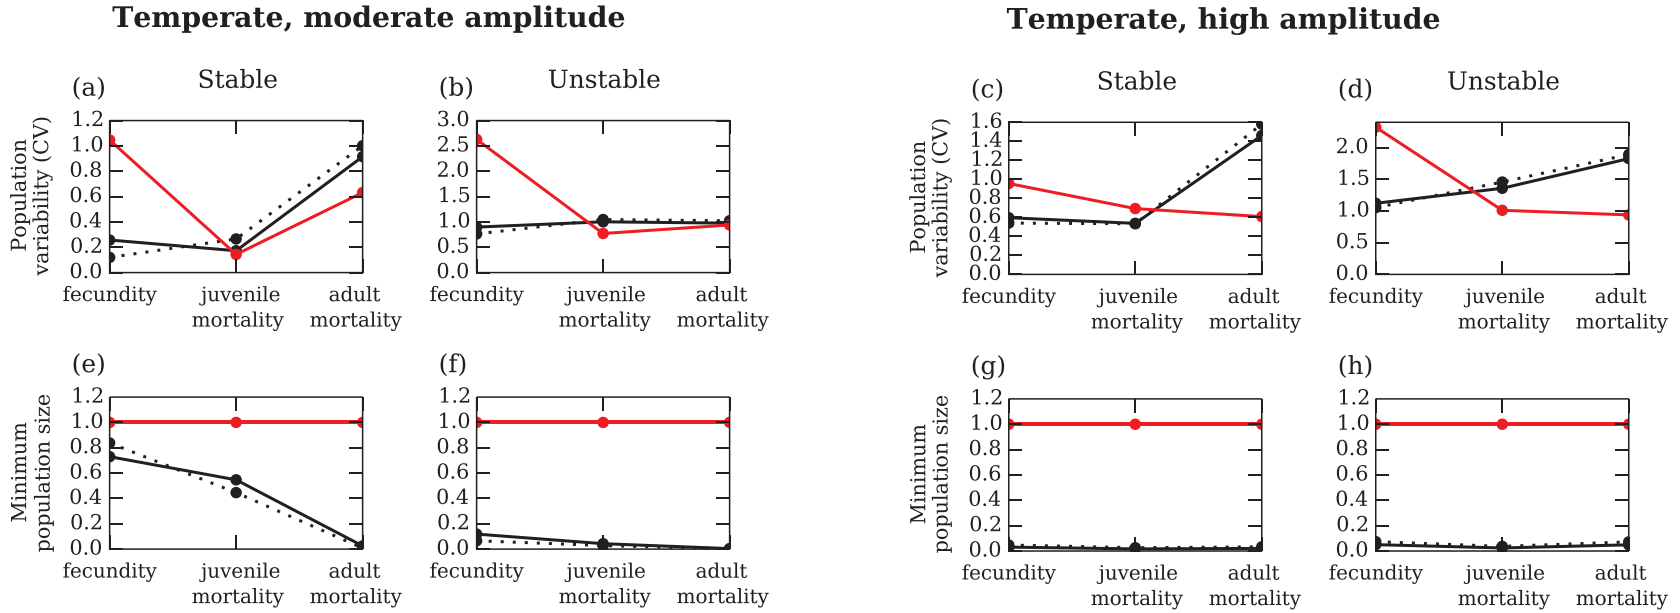 Temperate, moderate amplitude
Temperate, high amplitude
(a) Stable
Population
variability (CV)
1.2
1.0
0.8
0.6
0.4
0.2
0.0
fecundity juvenile adult
mortality mortality
(b) Unstable
3.0
2.5
2.0
1.5
1.0
0.5
0.0
fecundity juvenile adult
mortality mortality
(c) Stable
Population
variability (CV)
1.6
1.4
1.2
1.0
0.8
0.6
0.4
0.2
0.0
fecundity juvenile adult
mortality mortality
(d) Unstable
2.0
1.5
1.0
0.5
0.0
fecundity juvenile adult
mortality mortality
(e)
Minimum
population size
1.2
1.0
0.8
0.6
0.4
0.2
0.0
fecundity juvenile adult
mortality mortality
(f)
1.2
1.0
0.8
0.6
0.4
0.2
0.0
fecundity juvenile adult
mortality mortality
(g)
Minimum
population size
1.2
1.0
0.8
0.6
0.4
0.2
0.0
fecundity juvenile adult
mortality mortality
(h)
1.2
1.0
0.8
0.6
0.4
0.2
0.0
fecundity juvenile adult
mortality mortality